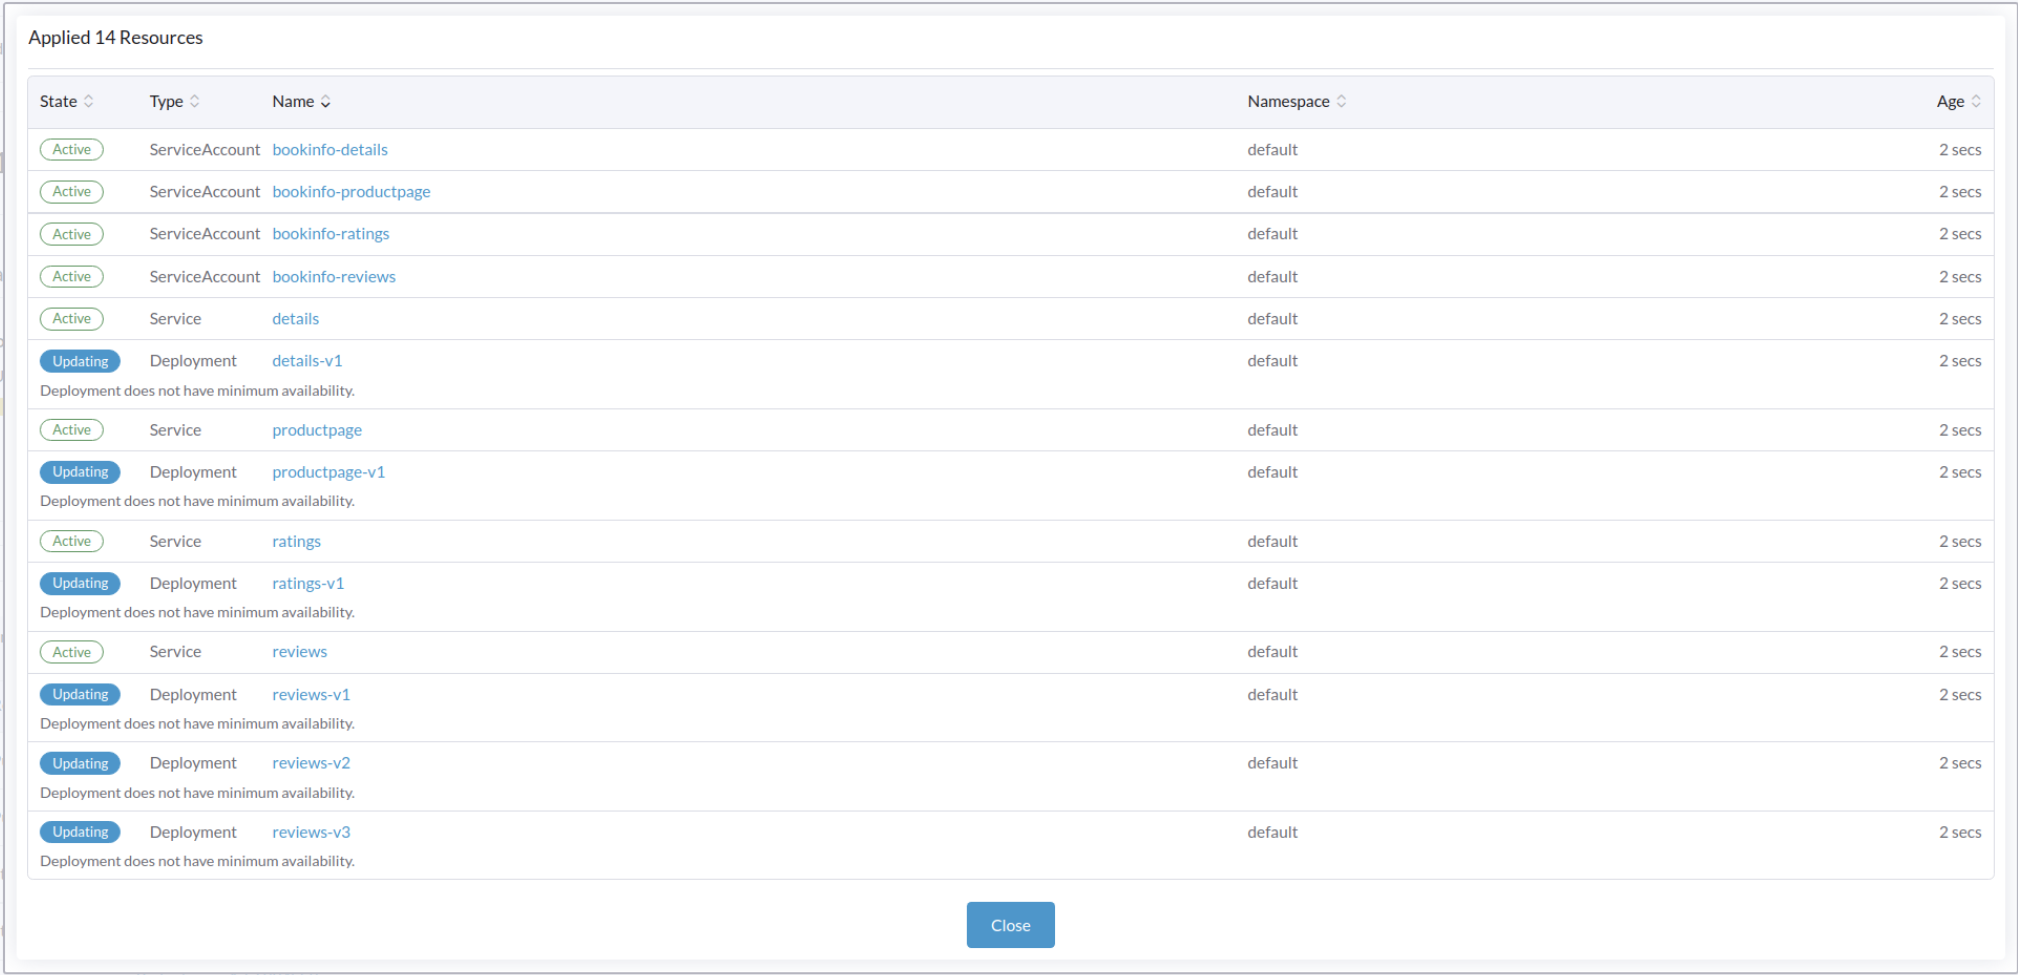 Applied 14 Resources
State Type Name Namespace Age
Active ServiceAccount bookinfo-details default 2 secs
Active ServiceAccount bookinfo-productpage default 2 secs
Active ServiceAccount bookinfo-ratings default 2 secs
Active ServiceAccount bookinfo-reviews default 2 secs
Active Service details default 2 secs
Updating Deployment details-v1 default 2 secs
Deployment does not have minimum availability.
Active Service productpage default 2 secs
Updating Deployment productpage-v1 default 2 secs
Deployment does not have minimum availability.
Active Service ratings default 2 secs
Updating Deployment ratings-v1 default 2 secs
Deployment does not have minimum availability.
Active Service reviews default 2 secs
Updating Deployment reviews-v1 default 2 secs
Deployment does not have minimum availability.
Updating Deployment reviews-v2 default 2 secs
Deployment does not have minimum availability.
Updating Deployment reviews-v3 default 2 secs
Deployment does not have minimum availability.
Close